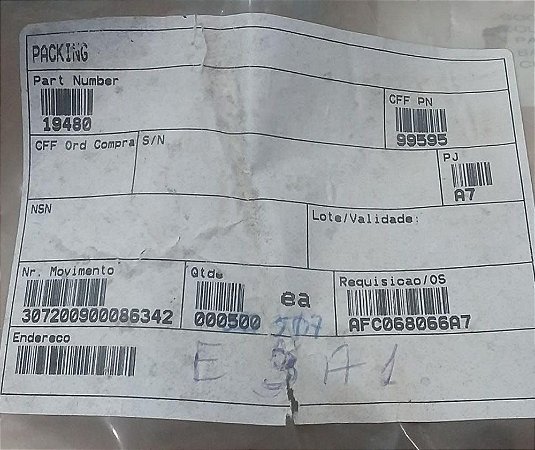 PACKING
Part Number
19480
CFF PN
99595
CFF Ord Compra
S/N
PJ
A7
NSN
Lote/Validade:
Nr. Movimento
307200900086342
Qtde
000500
ea
Requisicao/OS
AFC068066A7
Endereco
E A1